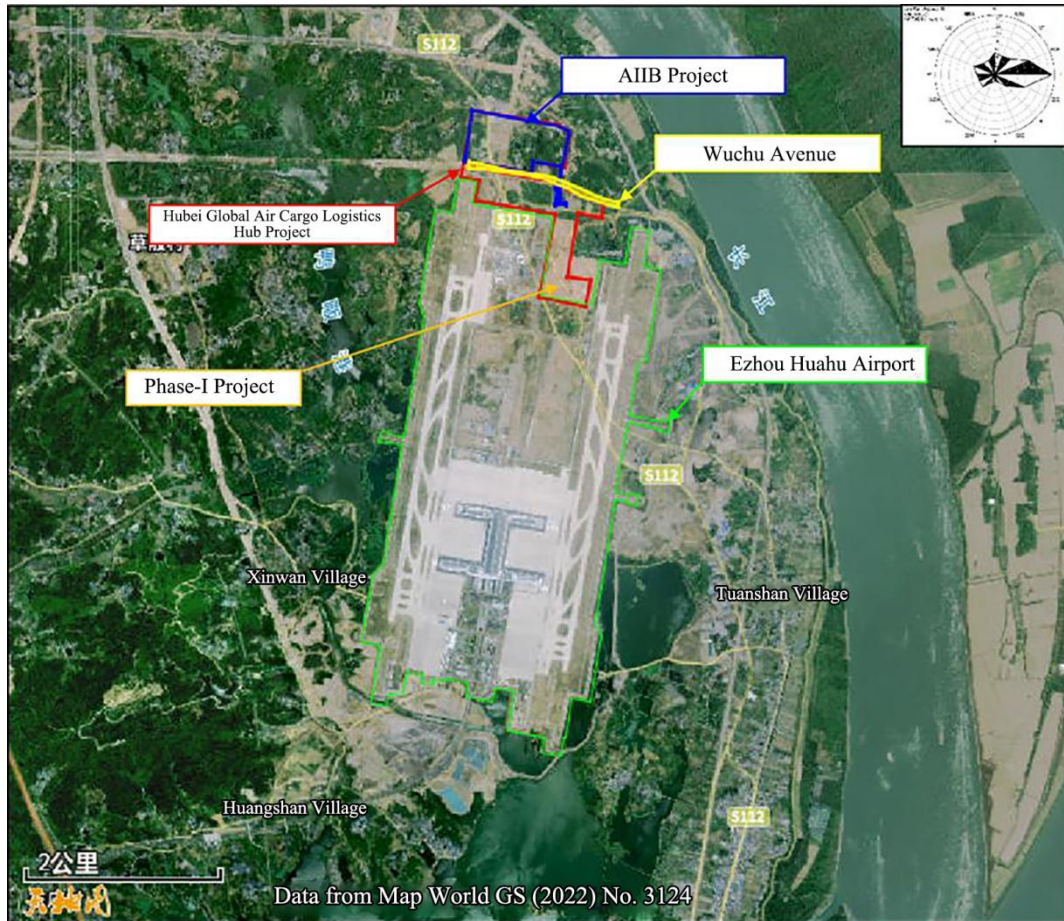 S112
AIIB Project
Wuchu Avenue
Hubei Global Air Cargo Logistics
Hub Project
S112
长
江
Phase-I Project
Ezhou Huahu Airport
S112
Xinwan Village
Tuanshan Village
Huangshan Village
S112
2公里
天地图
Data from Map World GS (2022) No. 3124